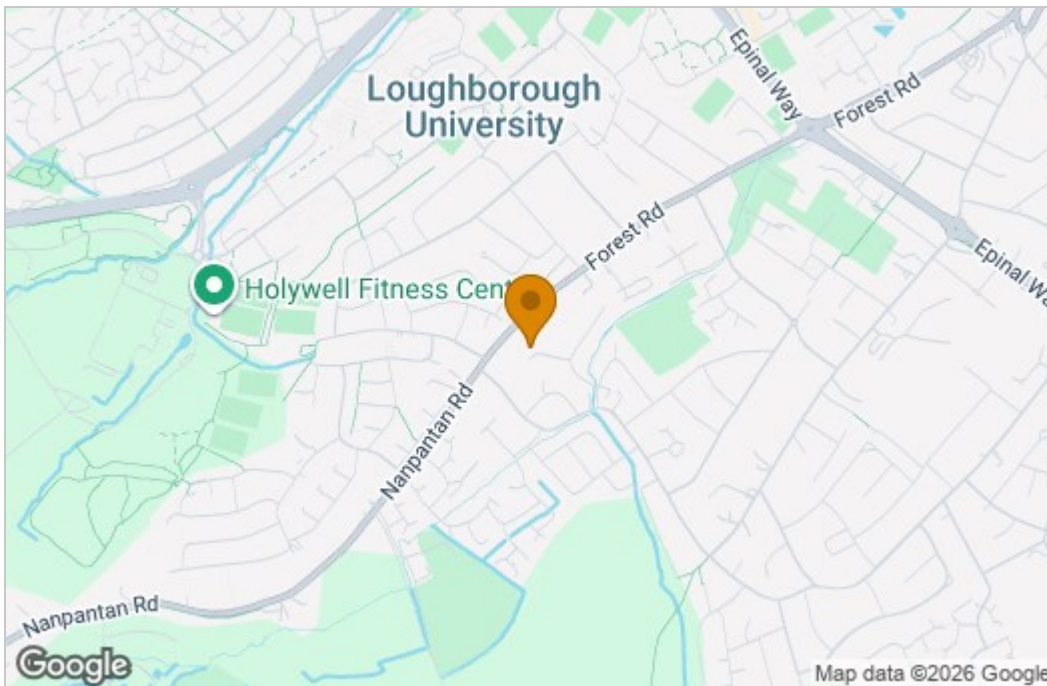 Loughborough
University
Epinal Way
Forest Rd
Forest Rd
Epinal Wa
Holywell Fitness Cent
Nanpantan Rd
Nanpantan Rd
Google
Map data ©2026 Google